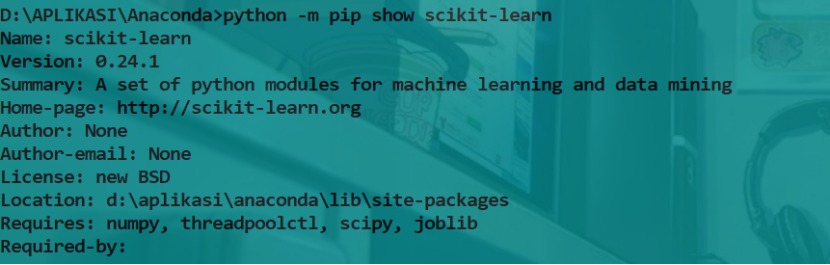 D:\APLIKASI\Anaconda>python -m pip show scikit-learn
Name: scikit-learn
Version: 0.24.1
Summary: A set of python modules for machine learning and data mining
Home-page: http://scikit-learn.org
Author: None
Author-email: None
License: new BSD
Location: d:\aplikasi\anaconda\lib\site-packages
Requires: numpy, threadpoolctl, scipy, joblib
Required-by: